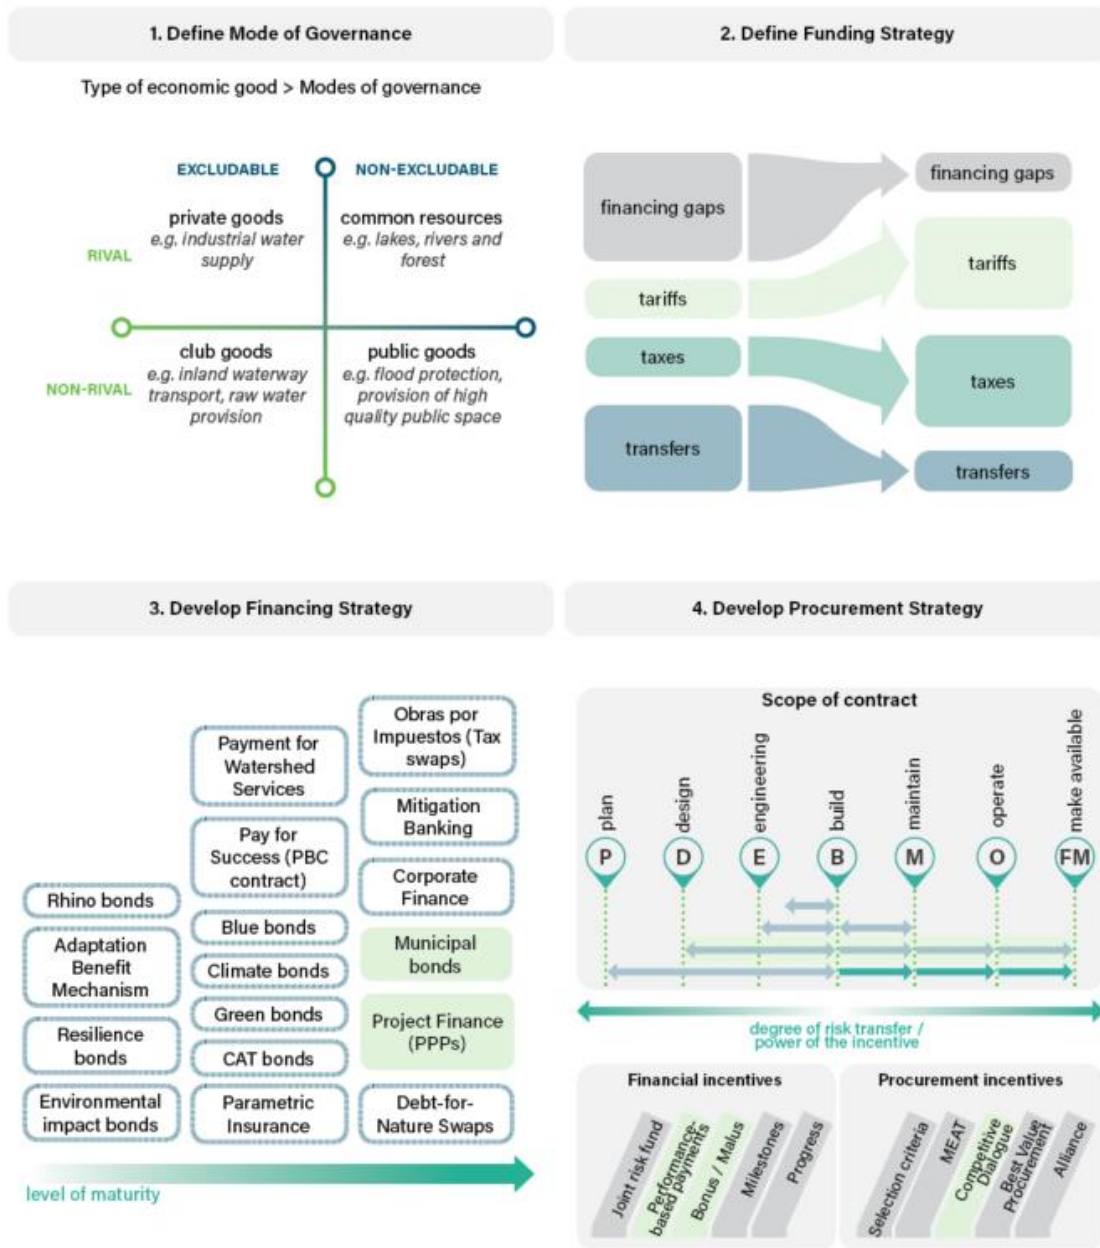 1. Define Mode of Governance
Type of economic good > Modes of governance
EXCLUDABLE
NON-EXCLUDABLE
RIVAL
private goods
e.g. industrial water
supply
common resources
e.g. lakes, rivers and
forest
NON-RIVAL
club goods
e.g. inland waterway
transport, raw water
provision
public goods
e.g. flood protection,
provision of high
quality public space
2. Define Funding Strategy
financing gaps
tariffs
taxes
transfers
financing gaps
tariffs
taxes
transfers
3. Develop Financing Strategy
Rhino bonds
Adaptation
Benefit
Mechanism
Resilience
bonds
Environmental
impact bonds
Payment for
Watershed
Services
Pay for
Success (PBC
contract)
Blue bonds
Climate bonds
Green bonds
CAT bonds
Parametric
Insurance
Obras por
Impuestos (Tax
swaps)
Mitigation
Banking
Corporate
Finance
Municipal
bonds
Project Finance
(PPPs)
Debt-for-
Nature Swaps
level of maturity
4. Develop Procurement Strategy
Scope of contract
plan
design
engineering
build
maintain
operate
make available
P
D
E
B
M
O
FM
degree of risk transfer /
power of the incentive
Financial incentives
Joint risk fund
Performance-
based payments
Bonus / Malus
Milestones
Progress
Procurement incentives
Selection criteria
MEAT
Competitive
Dialogue
Best Value
Procurement
Alliance